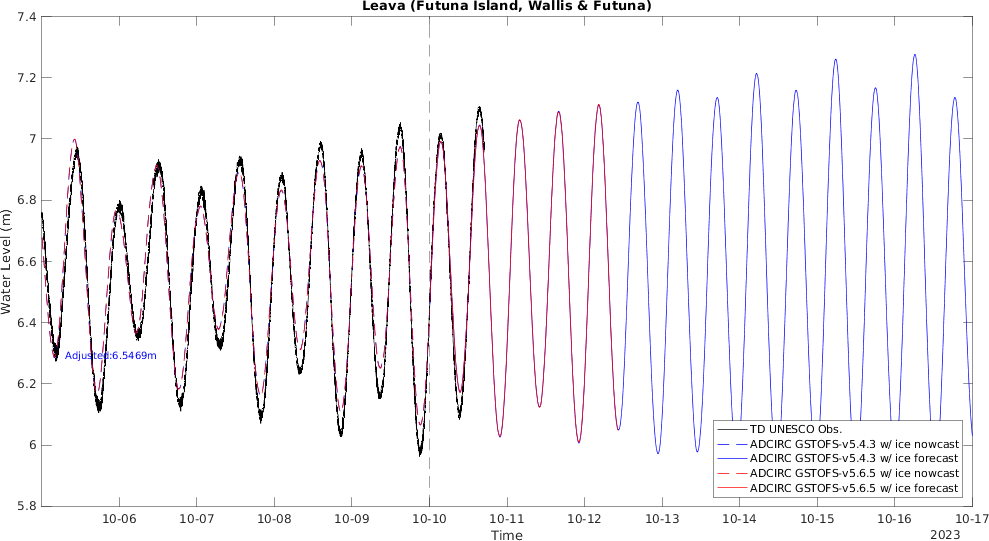 Leava (Futuna Island, Wallis & Futuna)
7.4
7.2
7
6.8
6.6
6.4
6.2
6
5.8
Water Level (m)
Adjusted:6.5469m
TD UNESCO Obs.
ADCIRC GSTOFS-v5.4.3 w/ ice nowcast
ADCIRC GSTOFS-v5.4.3 w/ ice forecast
ADCIRC GSTOFS-v5.6.5 w/ ice nowcast
ADCIRC GSTOFS-v5.6.5 w/ ice forecast
10-06 10-07 10-08 10-09 10-10 10-11 10-12 10-13 10-14 10-15 10-16 10-17
Time
2023